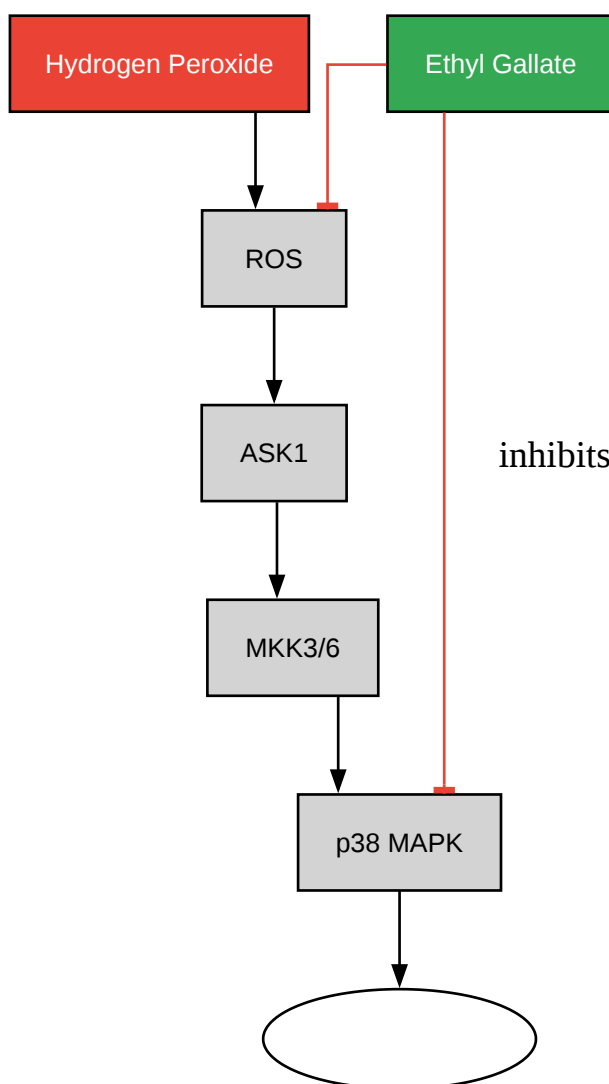 Hydrogen Peroxide
Ethyl Gallate
ROS
ASK1
inhibits
MKK3/6
p38 MAPK